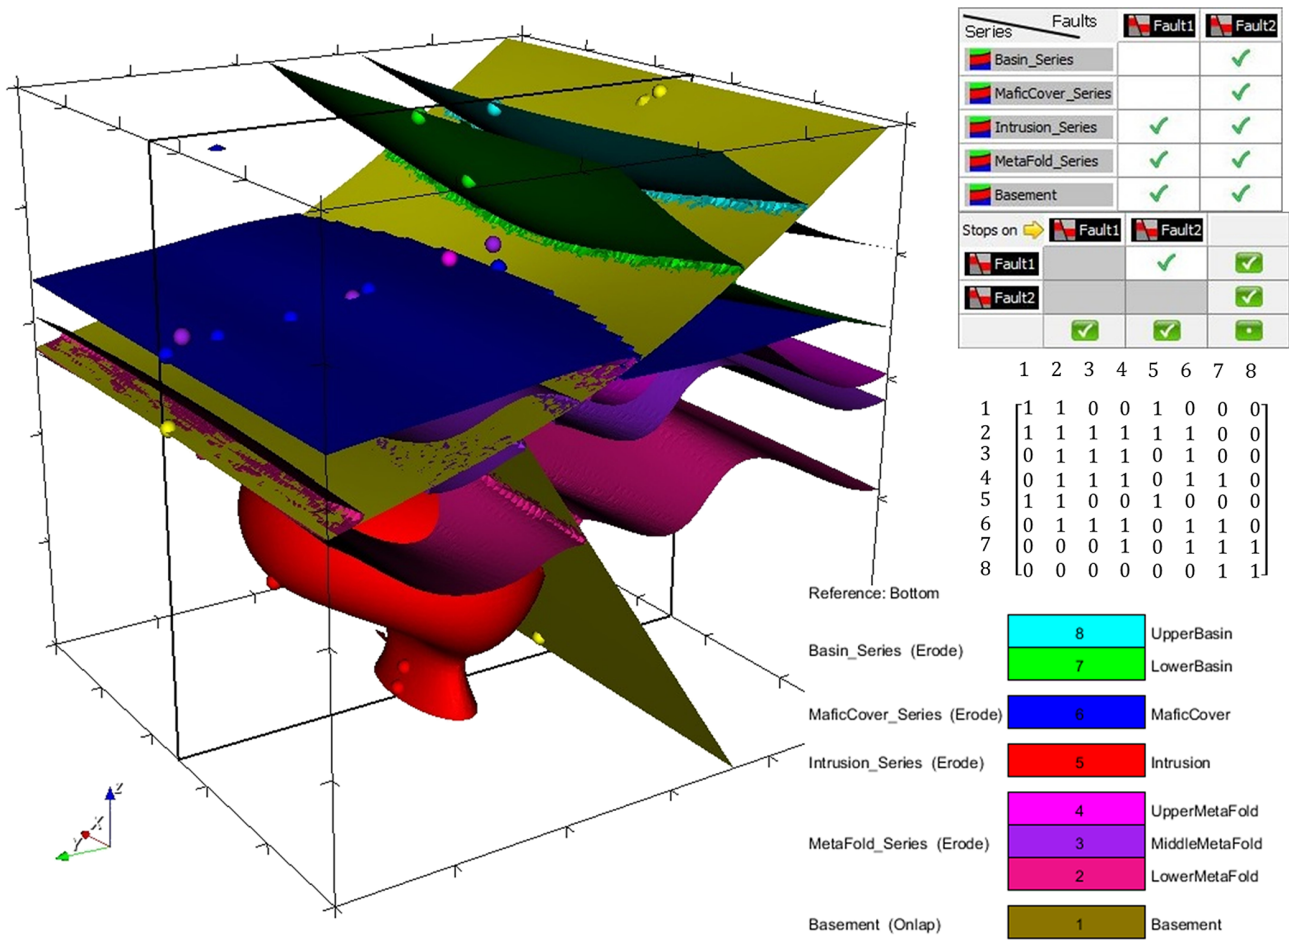 Faults
Series
Fault1 Fault2
Basin_Series
MaficCover_Series
Intrusion_Series
MetaFold_Series
Basement
Stops on Fault1 Fault2
Fault1
Fault2
1 2 3 4 5 6 7 8
1 1 1 0 0 1 0 0 0
2 1 1 1 1 1 1 0 0
3 0 1 1 1 0 1 0 0
4 0 1 1 1 0 1 1 0
5 1 1 0 0 1 0 0 0
6 0 1 1 1 0 1 1 0
7 0 0 0 1 0 1 1 1
8 0 0 0 0 0 0 1 1
Reference: Bottom
Basin_Series (Erode)
8 UpperBasin
7 LowerBasin
MaficCover_Series (Erode) 6 MaficCover
Intrusion_Series (Erode) 5 Intrusion
4 UpperMetaFold
MetaFold_Series (Erode) 3 MiddleMetaFold
2 LowerMetaFold
Basement (Onlap) 1 Basement
Z
X
Y